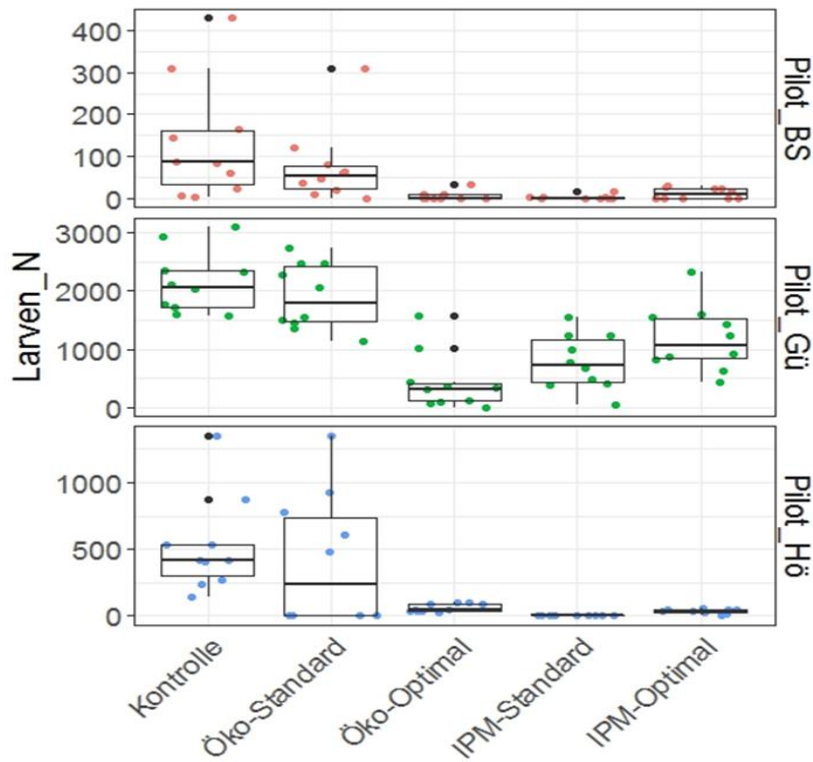 400
300
200
100
0
Pilot_BS
3000
2000
1000
0
Pilot_Gü
1000
500
0
Pilot_Hö
Larven_N
Kontrolle
Öko-Standard
Öko-Optimal
IPM-Standard
IPM-Optimal